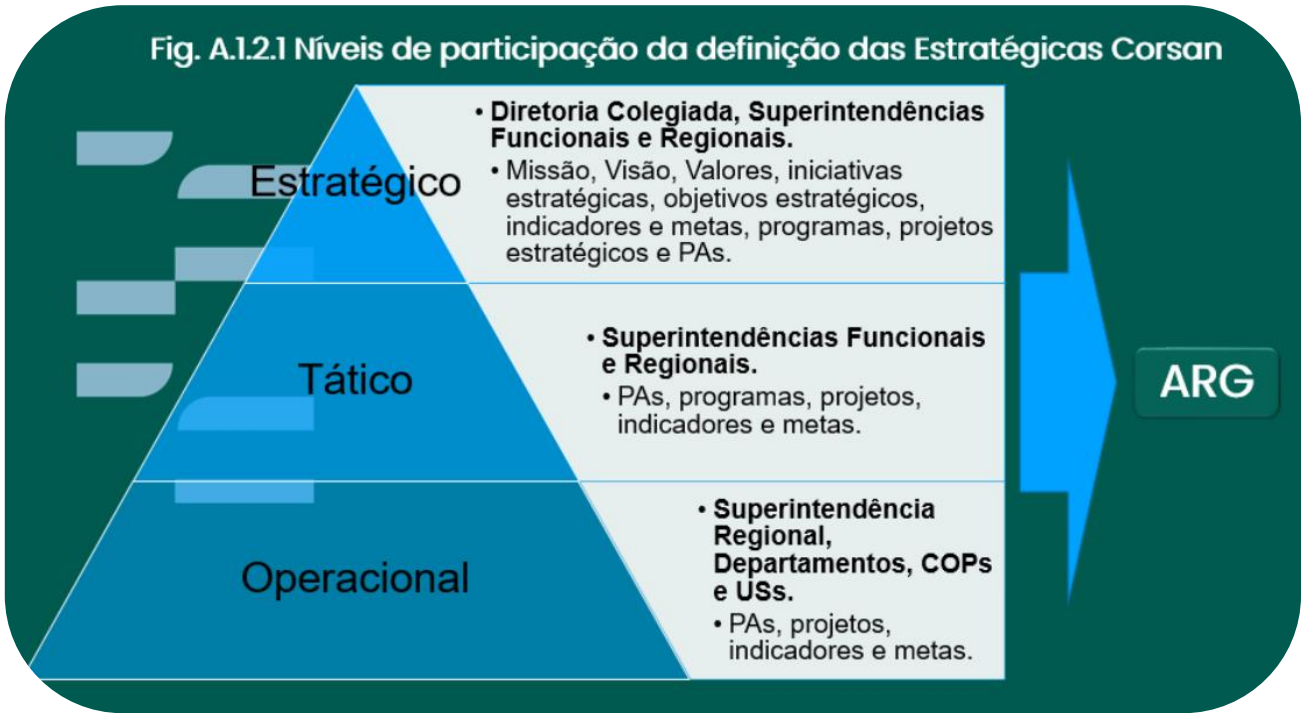 Fig. A.1.2.1 Níveis de participação da definição das Estratégicas Corsan
Estratégico
• Diretoria Colegiada, Superintendências
Funcionais e Regionais.
• Missão, Visão, Valores, iniciativas
estratégicas, objetivos estratégicos,
indicadores e metas, programas, projetos
estratégicos e PAs.
Tático
• Superintendências Funcionais
e Regionais.
• PAs, programas, projetos,
indicadores e metas.
Operacional
• Superintendência
Regional,
Departamentos, COPs
e USs.
• PAs, projetos,
indicadores e metas.
ARG